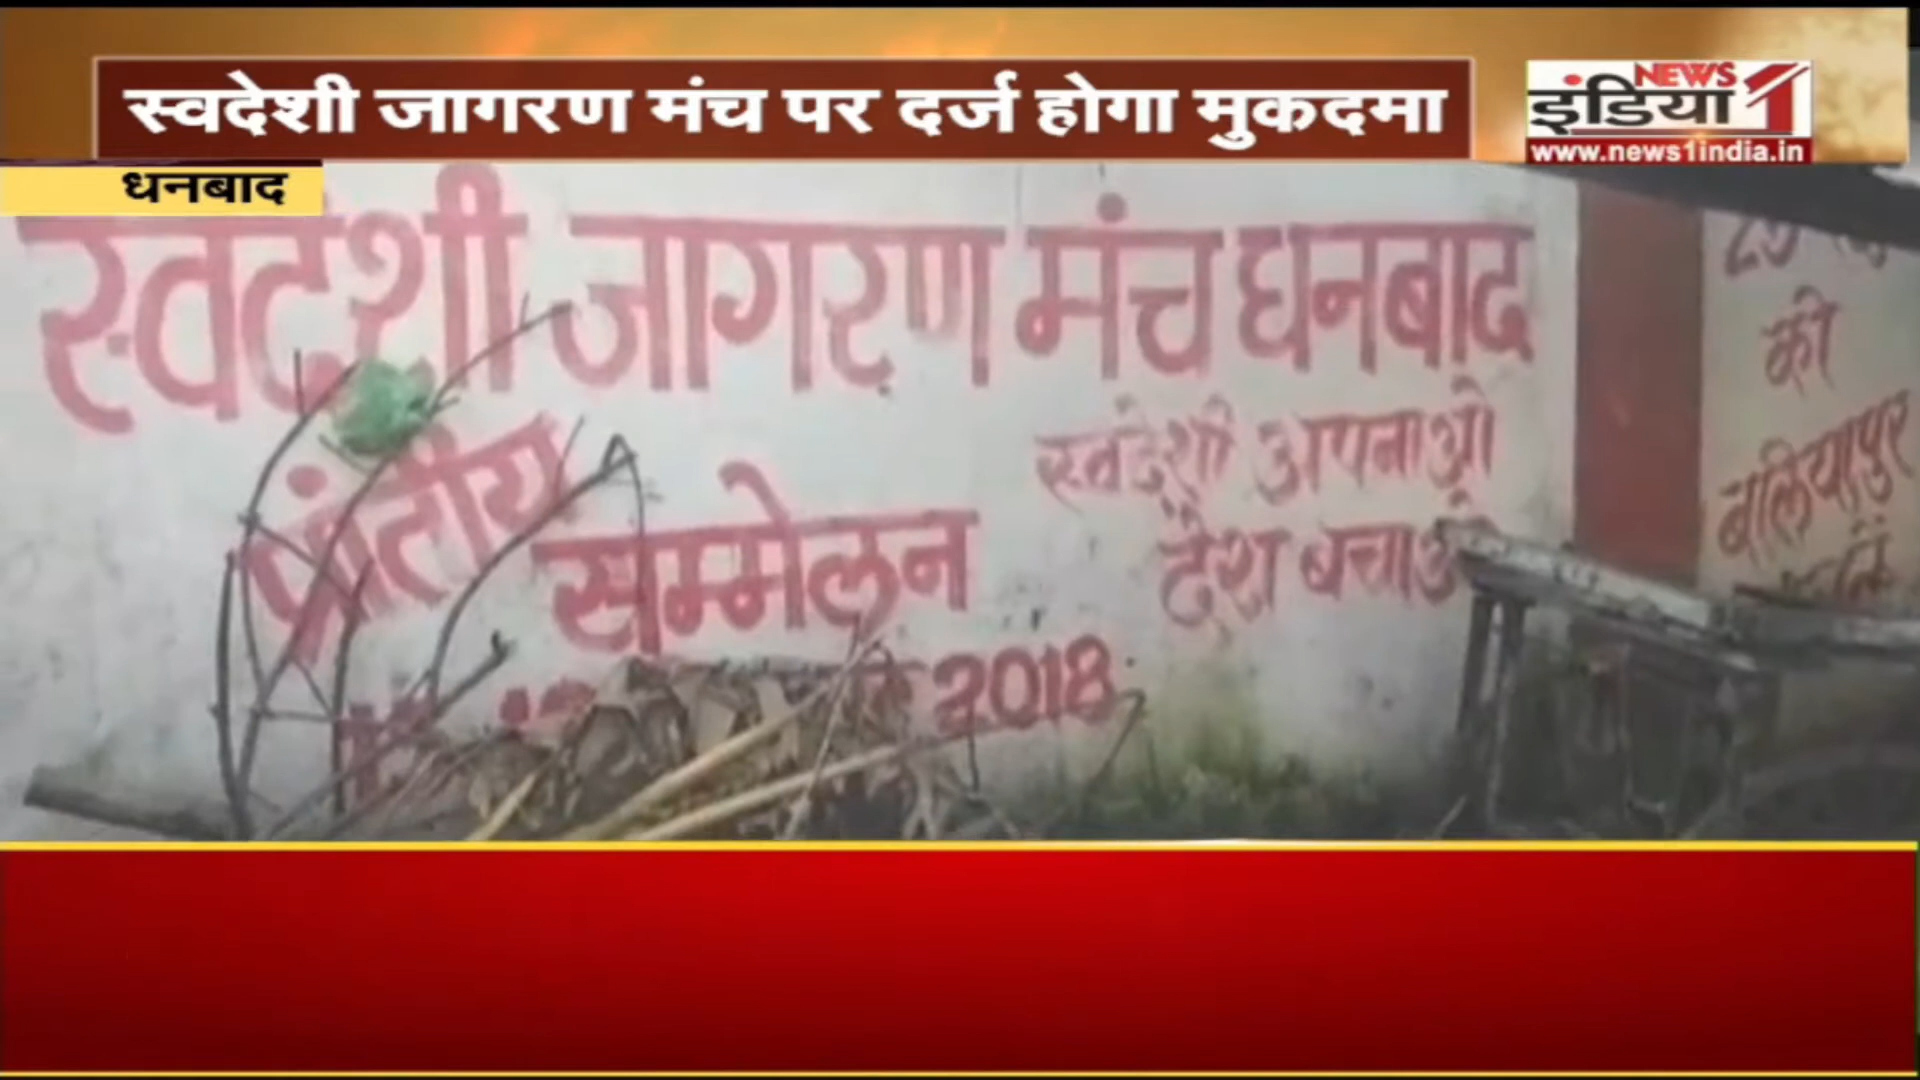 स्वदेशी जागरण मंच पर दर्ज होगा मुकदमा
NEWS
इंडिया 1
www.news1india.in
धनबाद
स्वदेशी जागरण मंच धनबाद
प्रांतीय
सम्मेलन
2018
स्वदेशी अपनाओ
देश बचाओ
को
बलियापुर